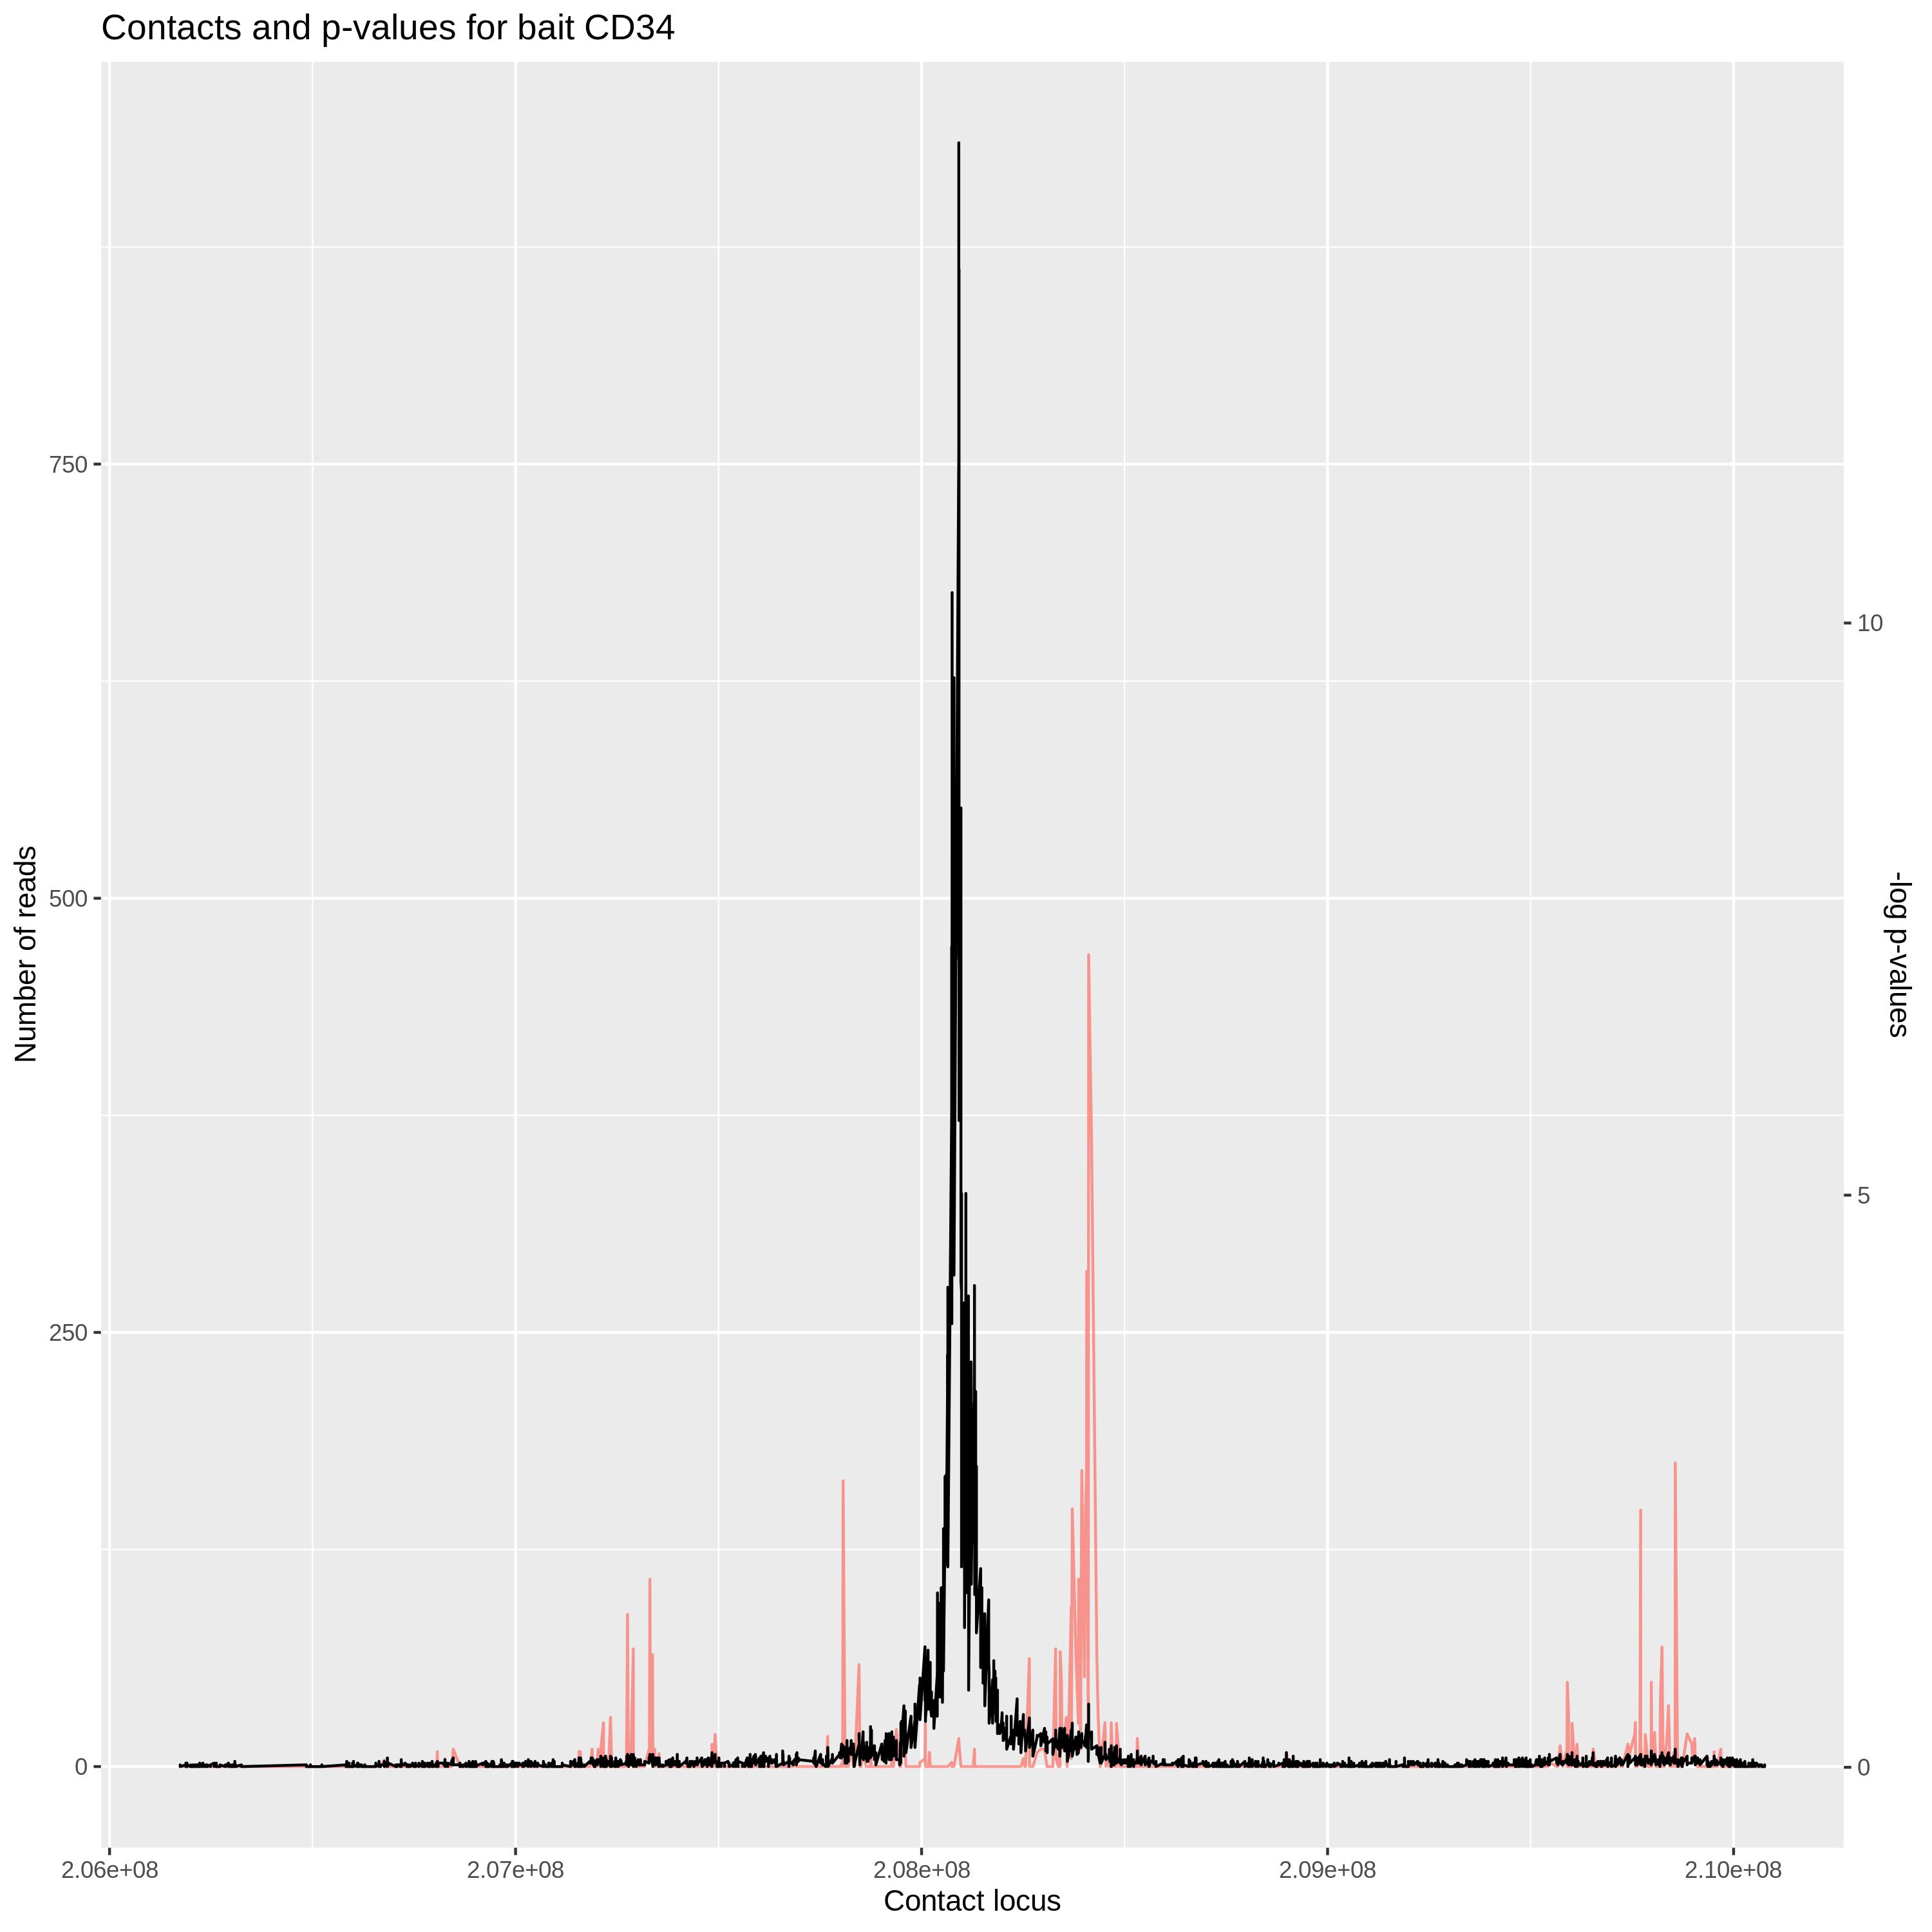 Contacts and p-values for bait CD34
Number of reads
750
500
250
0
10
5
0
-log p-values
2.06e+08
2.07e+08
2.08e+08
2.09e+08
2.10e+08
Contact locus